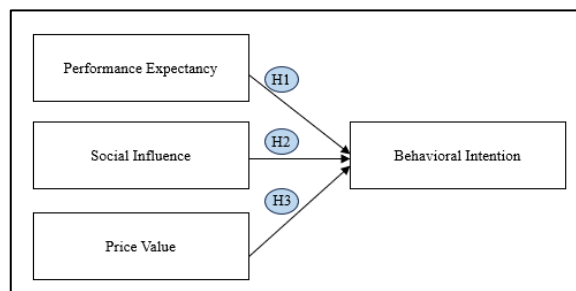 Performance Expectancy
H1
Social Influence
H2
Behavioral Intention
H3
Price Value